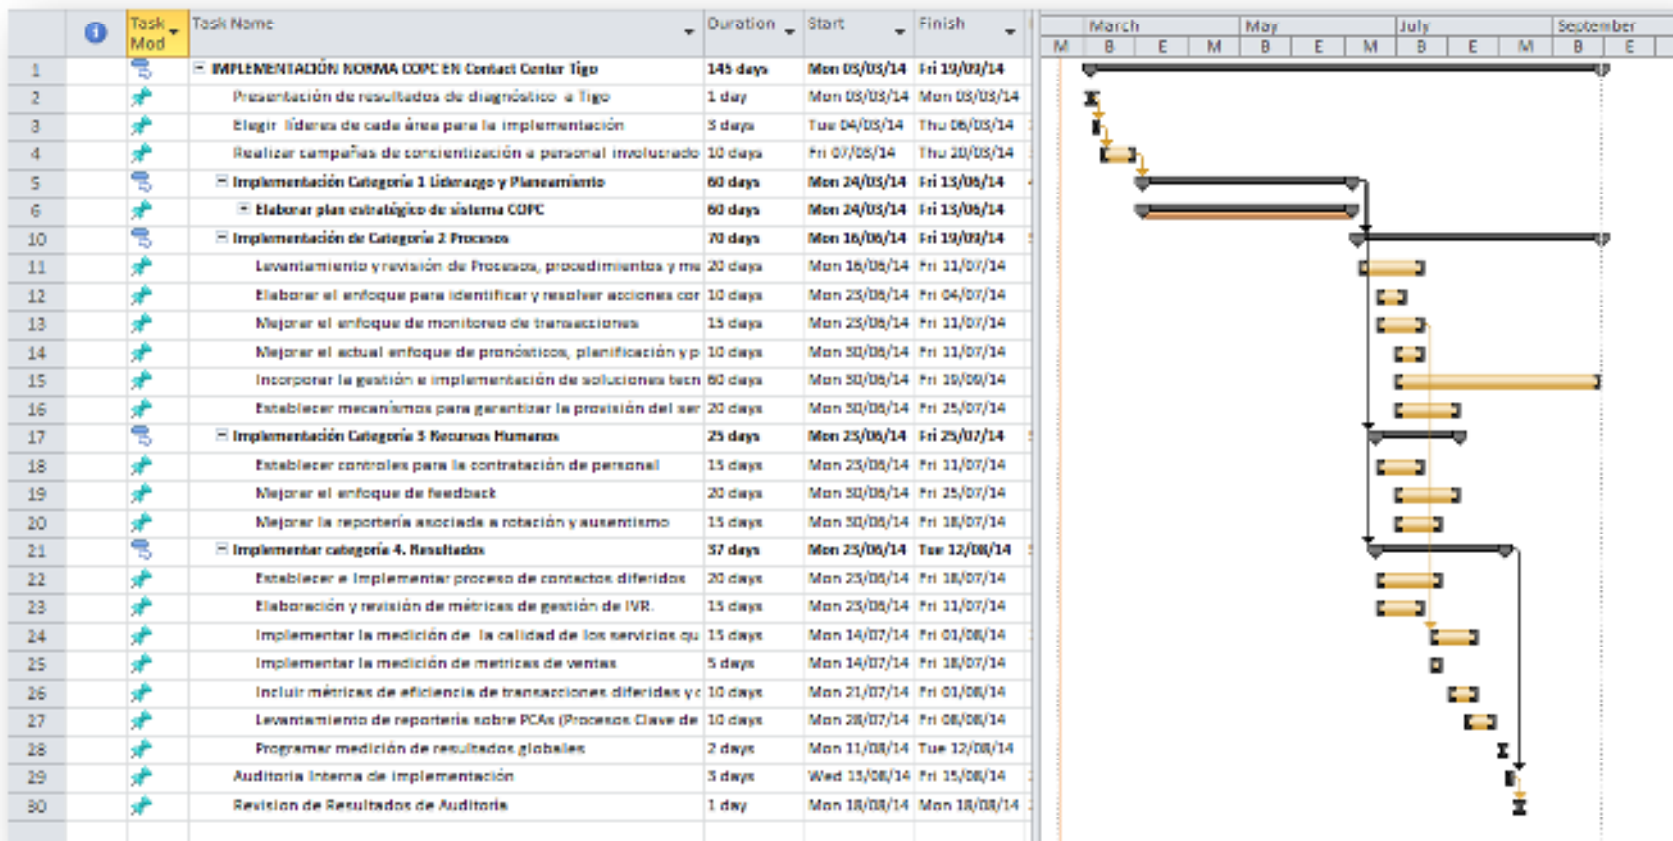 Task Mod Task Name Duration Start Finish
March May July September
M B E M B E M B E M B E
1 IMPLEMENTACIÓN NORMA COPC EN Contact Center Tigo 145 days Mon 03/03/14 Fri 19/09/14
2 Presentación de resultados de diagnóstico a Tigo 1 day Mon 03/03/14 Mon 03/03/14
3 Elegir líderes de cada área para la implementación 3 days Tue 04/03/14 Thu 06/03/14
4 Realizar campañas de concientización a personal involucrado 10 days Fri 07/03/14 Thu 20/03/14
5 Implementación Categoría 1 Liderazgo y Planeamiento 60 days Mon 24/03/14 Fri 13/06/14
6 Elaborar plan estratégico de sistema COPC 60 days Mon 24/03/14 Fri 13/06/14
10 Implementación de Categoría 2 Procesos 70 days Mon 16/06/14 Fri 19/09/14
11 Levantamiento y revisión de Procesos, procedimientos y me 20 days Mon 16/06/14 Fri 11/07/14
12 Elaborar el enfoque para identificar y resolver acciones cor 10 days Mon 23/06/14 Fri 04/07/14
13 Mejorar el enfoque de monitoreo de transacciones 15 days Mon 23/06/14 Fri 11/07/14
14 Mejorar el actual enfoque de pronósticos, planificación y p 10 days Mon 30/06/14 Fri 11/07/14
15 Incorporar la gestión e implementación de soluciones tecn 60 days Mon 30/06/14 Fri 19/09/14
16 Establecer mecanismos para garantizar la provisión del ser 20 days Mon 30/06/14 Fri 25/07/14
17 Implementación Categoría 3 Recursos Humanos 25 days Mon 23/06/14 Fri 25/07/14
18 Establecer controles para la contratación de personal 15 days Mon 23/06/14 Fri 11/07/14
19 Mejorar el enfoque de feedback 20 days Mon 30/06/14 Fri 25/07/14
20 Mejorar la reportería asociada a rotación y ausentismo 15 days Mon 30/06/14 Fri 18/07/14
21 Implementar categoría 4. Resultados 37 days Mon 23/06/14 Tue 12/08/14
22 Establecer e Implementar proceso de contactos diferidos 20 days Mon 23/06/14 Fri 18/07/14
23 Elaboración y revisión de métricas de gestión de IVR. 15 days Mon 23/06/14 Fri 11/07/14
24 Implementar la medición de la calidad de los servicios qu 15 days Mon 14/07/14 Fri 01/08/14
25 Implementar la medición de metricas de ventas 5 days Mon 14/07/14 Fri 18/07/14
26 Incluir métricas de eficiencia de transacciones diferidas y c 10 days Mon 21/07/14 Fri 01/08/14
27 Levantamiento de reportería sobre PCAs (Procesos Clave de 10 days Mon 28/07/14 Fri 08/08/14
28 Programar medición de resultados globales 2 days Mon 11/08/14 Tue 12/08/14
29 Auditoria Interna de implementación 3 days Wed 13/08/14 Fri 15/08/14
30 Revision de Resultados de Auditoria 1 day Mon 18/08/14 Mon 18/08/14